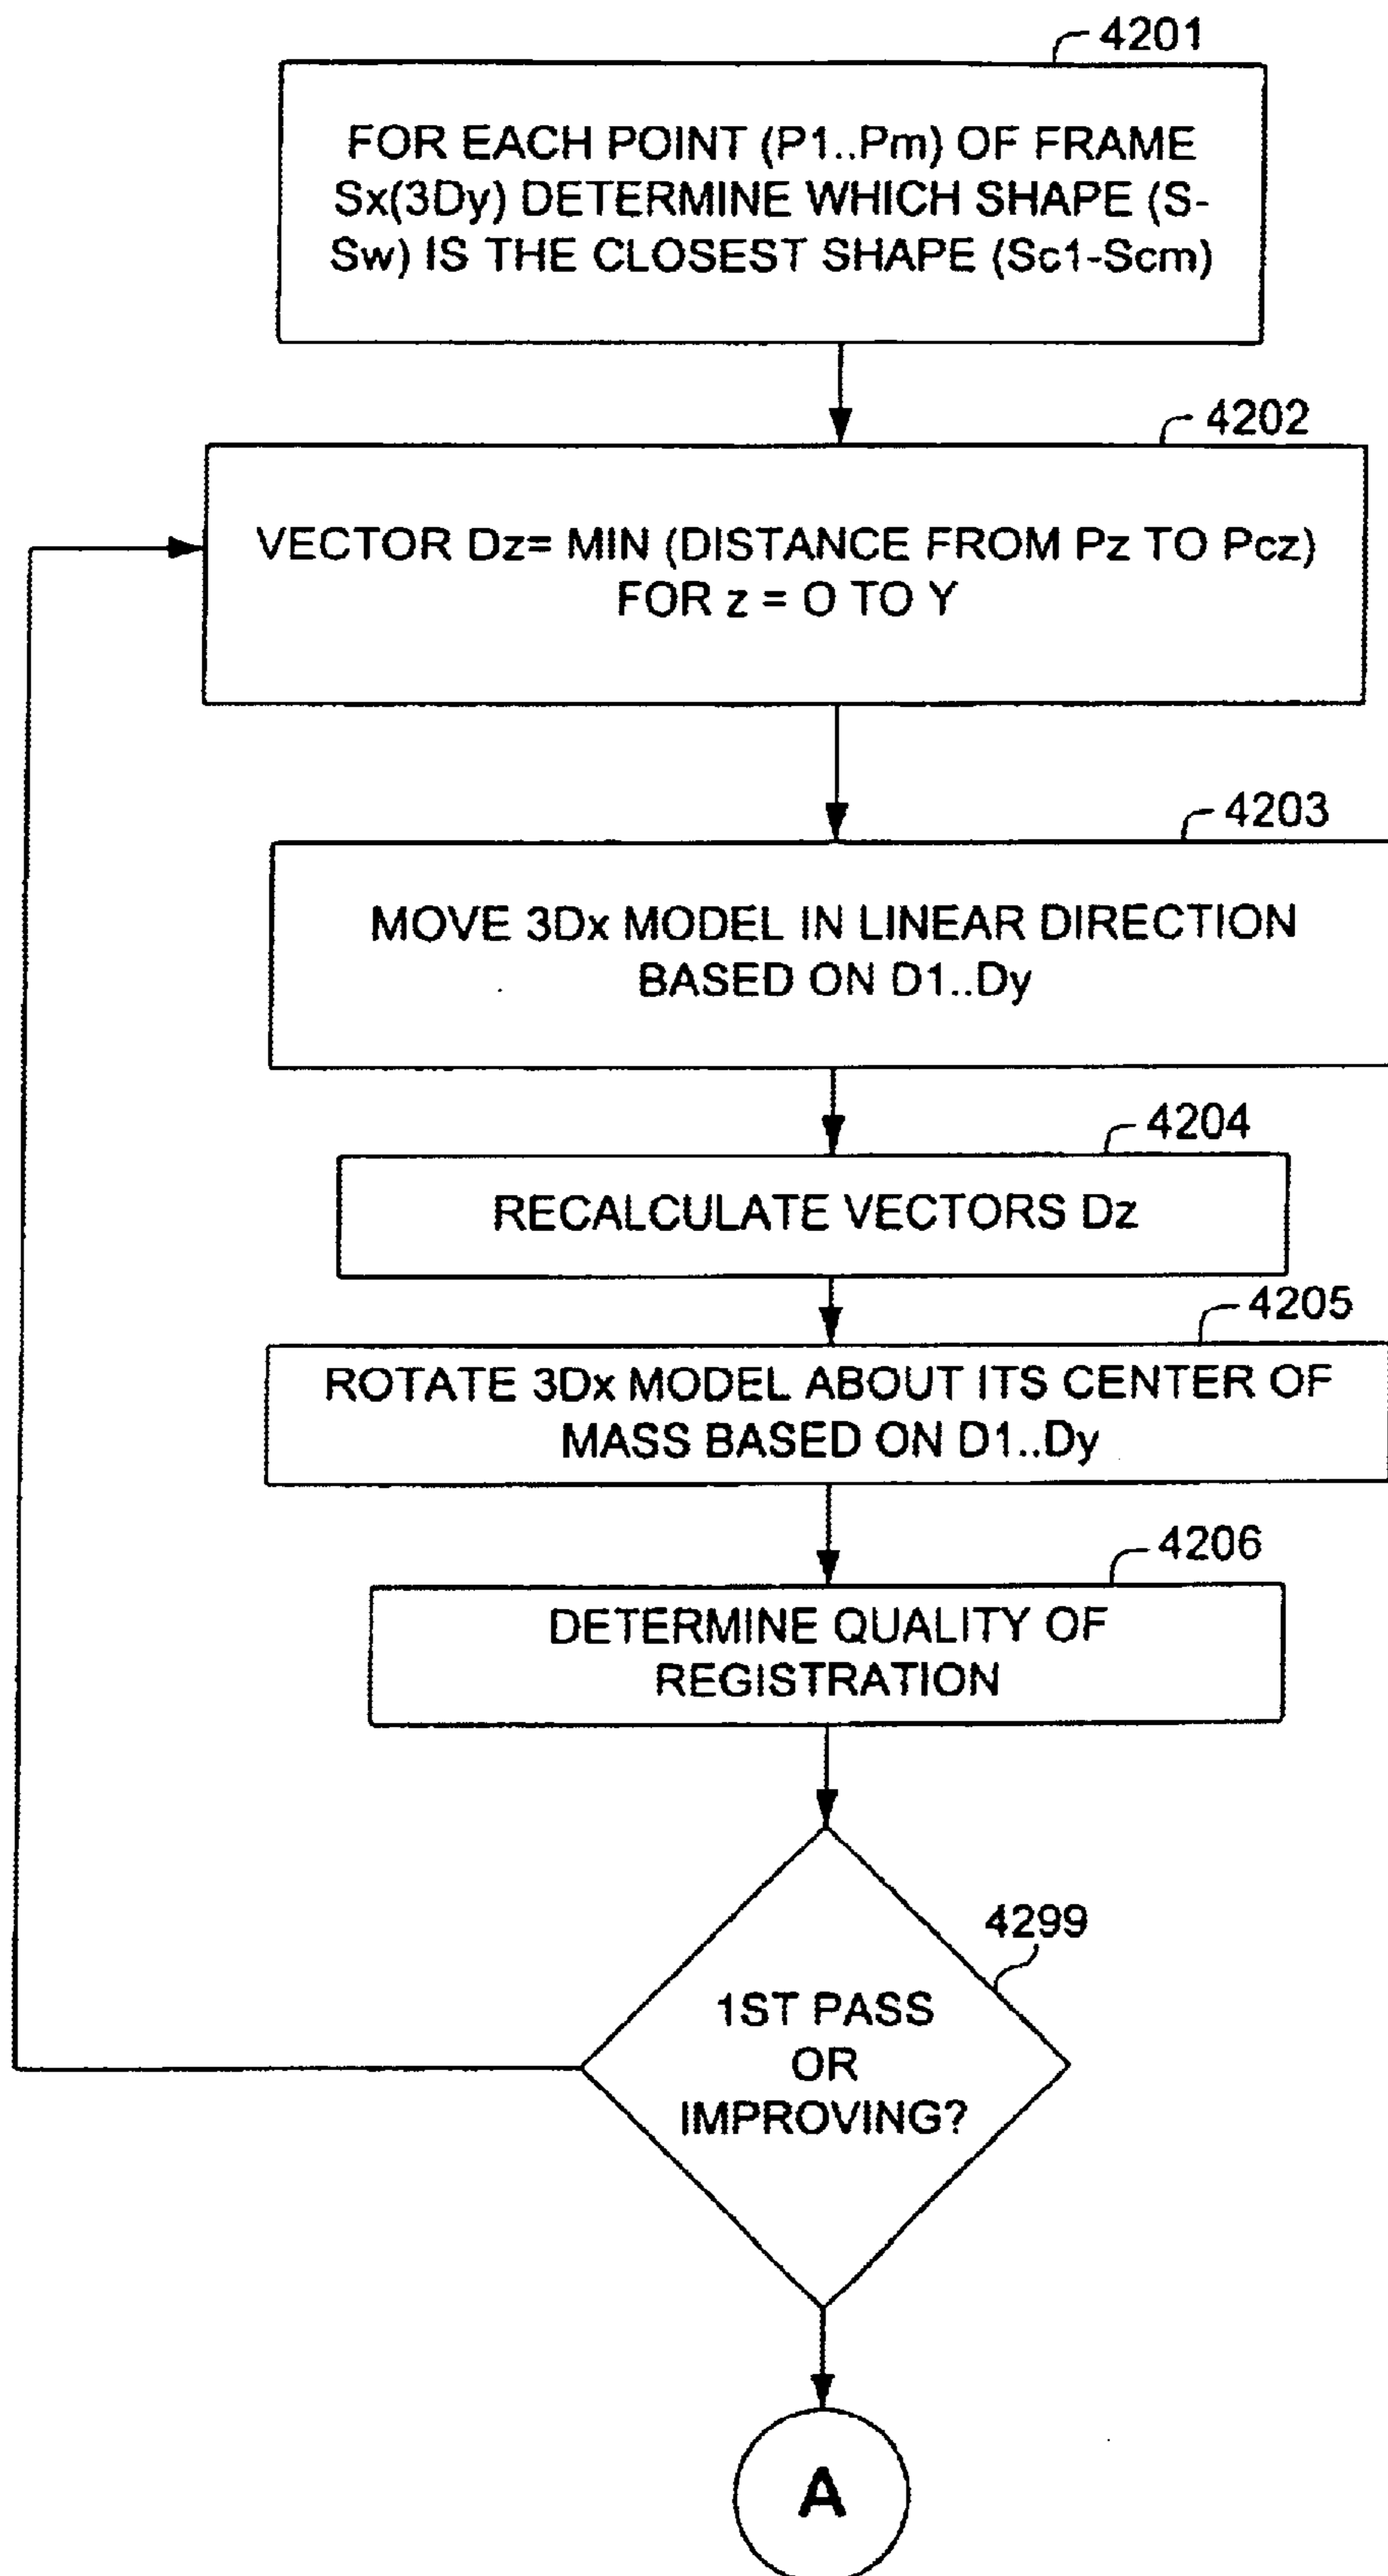 4201
FOR EACH POINT (P1..Pm) OF FRAME
Sx(3Dy) DETERMINE WHICH SHAPE (S-
Sw) IS THE CLOSEST SHAPE (Sc1-Scm)
4202
VECTOR Dz= MIN (DISTANCE FROM Pz TO Pcz)
FOR z = O TO Y
4203
MOVE 3Dx MODEL IN LINEAR DIRECTION
BASED ON D1..Dy
4204
RECALCULATE VECTORS Dz
4205
ROTATE 3Dx MODEL ABOUT ITS CENTER OF
MASS BASED ON D1..Dy
4206
DETERMINE QUALITY OF
REGISTRATION
4299
1ST PASS
OR
IMPROVING?
A